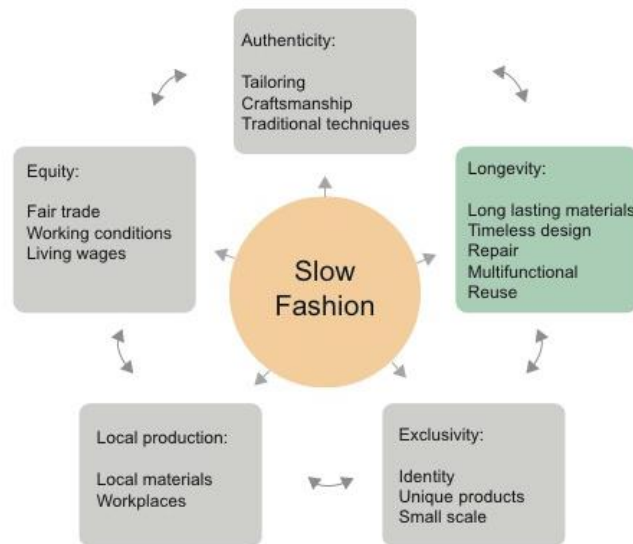 Authenticity:
Tailoring
Craftsmanship
Traditional techniques
Equity:
Fair trade
Working conditions
Living wages
Longevity:
Long lasting materials
Timeless design
Repair
Multifunctional
Reuse
Slow
Fashion
Local production:
Local materials
Workplaces
Exclusivity:
Identity
Unique products
Small scale